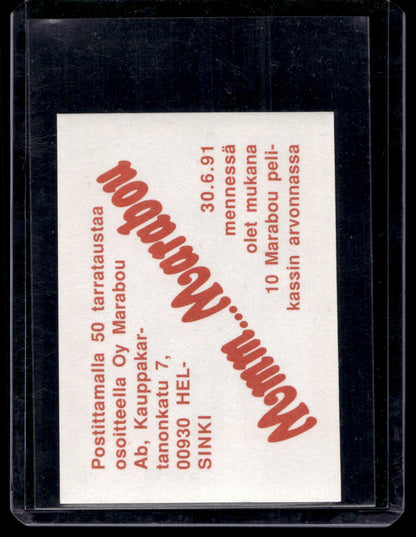 Postittamalla 50 tarrataustaa
osoitteella Oy Marabou
Ab, Kauppakar-
tanonkatu 7,
00930 HEL-
SINKI
Mmm...Marabou
30.6.91
mennessä
olet mukana
10 Marabou peli-
kassin arvonnassa